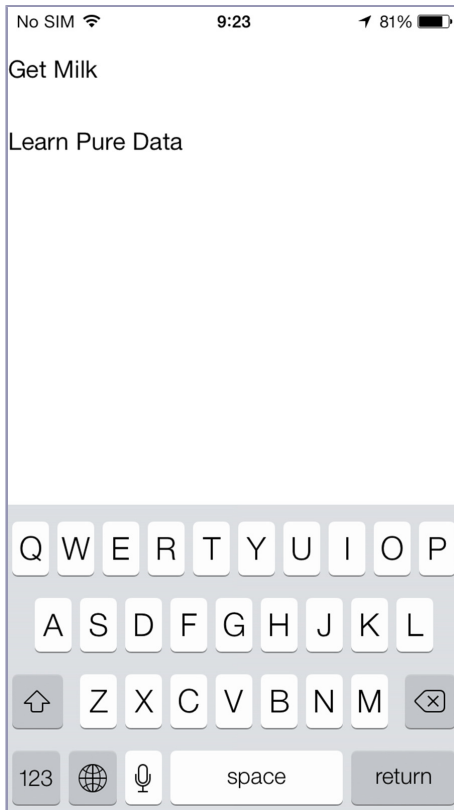 No SIM 9:23 81%
Get Milk
Learn Pure Data
Q W E R T Y U I O P
A S D F G H J K L
Z X C V B N M
123 space return